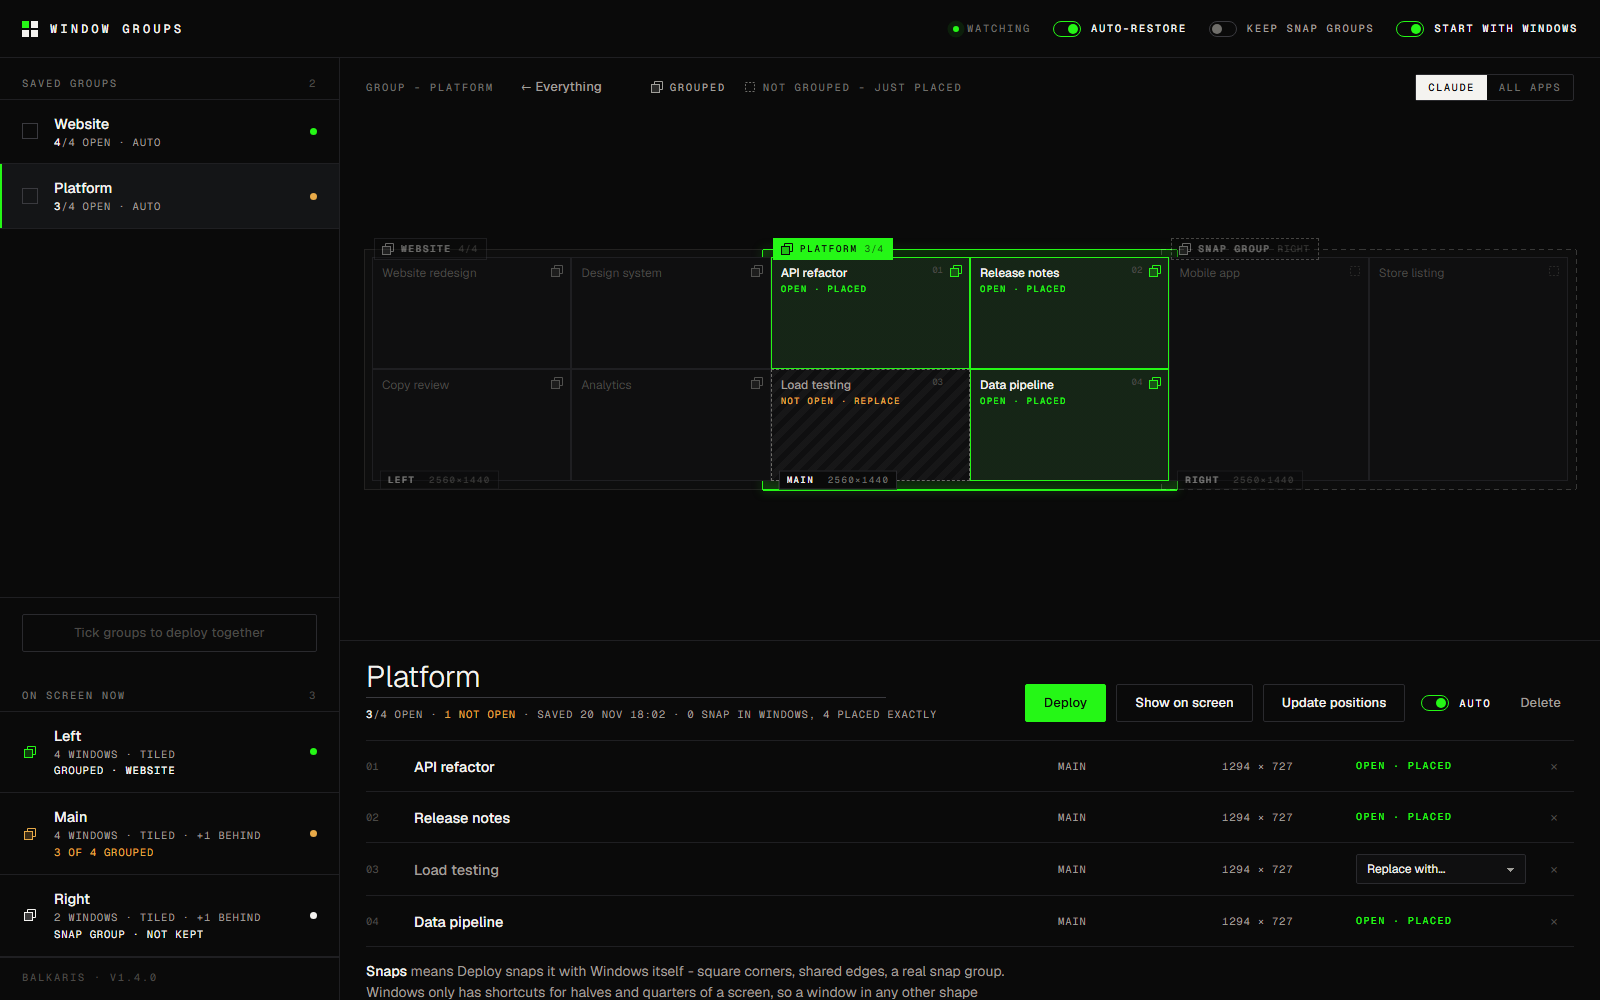 WINDOW GROUPS
WATCHING
AUTO-RESTORE
KEEP SNAP GROUPS
START WITH WINDOWS
SAVED GROUPS 2
Website
4/4 OPEN · AUTO
Platform
3/4 OPEN · AUTO
Tick groups to deploy together
ON SCREEN NOW 3
Left
4 WINDOWS · TILED
GROUPED · WEBSITE
Main
4 WINDOWS · TILED · +1 BEHIND
3 OF 4 GROUPED
Right
2 WINDOWS · TILED · +1 BEHIND
SNAP GROUP · NOT KEPT
BALKARIS · V1.4.0
GROUP - PLATFORM
← Everything
GROUPED
NOT GROUPED - JUST PLACED
CLAUDE
ALL APPS
WEBSITE 4/4
PLATFORM 3/4
SNAP GROUP RIGHT
Website redesign
Design system
API refactor 01
OPEN · PLACED
Release notes 02
OPEN · PLACED
Mobile app
Store listing
Copy review
Analytics
Load testing 03
NOT OPEN · REPLACE
Data pipeline 04
OPEN · PLACED
LEFT 2560×1440
MAIN 2560×1440
RIGHT 2560×1440
Platform
3/4 OPEN · 1 NOT OPEN · SAVED 20 NOV 18:02 · 0 SNAP IN WINDOWS, 4 PLACED EXACTLY
Deploy
Show on screen
Update positions
AUTO
Delete
01 API refactor MAIN 1294 × 727 OPEN · PLACED ×
02 Release notes MAIN 1294 × 727 OPEN · PLACED ×
03 Load testing MAIN 1294 × 727 Replace with... ×
04 Data pipeline MAIN 1294 × 727 OPEN · PLACED ×
Snaps means Deploy snaps it with Windows itself - square corners, shared edges, a real snap group.
Windows only has shortcuts for halves and quarters of a screen, so a window in any other shape